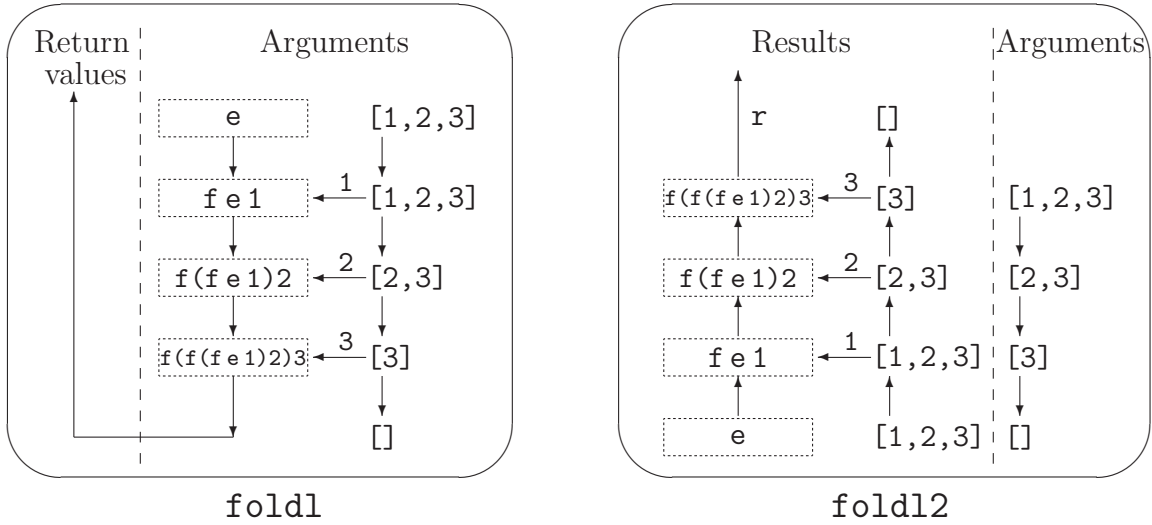 Return values
Arguments
e
[1,2,3]
f e 1
1
[1,2,3]
f(f e 1)2
2
[2,3]
f(f(f e 1)2)3
3
[3]
[]
foldl
Results
Arguments
r
[]
f(f(f e 1)2)3
3
[3]
[1,2,3]
f(f e 1)2
2
[2,3]
[2,3]
f e 1
1
[1,2,3]
[3]
e
[1,2,3]
[]
foldl2